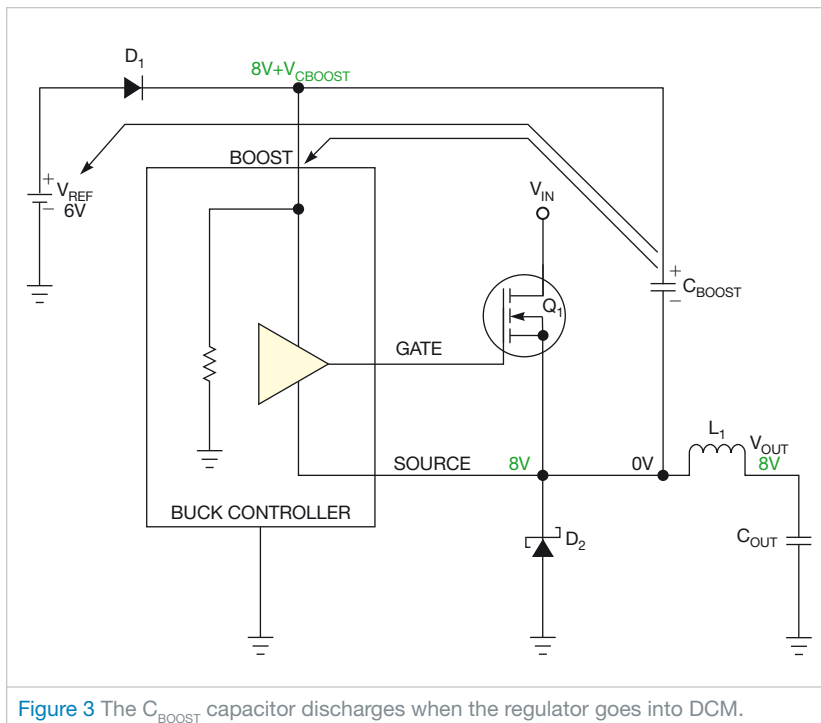 D1
8V+VCBOOST
BOOST
+
VREF
–
6V
VIN
+
CBOOST
–
Q1
GATE
L1
VOUT
SOURCE
8V
0V
8V
BUCK CONTROLLER
D2
COUT
Figure 3 The CBOOST capacitor discharges when the regulator goes into DCM.